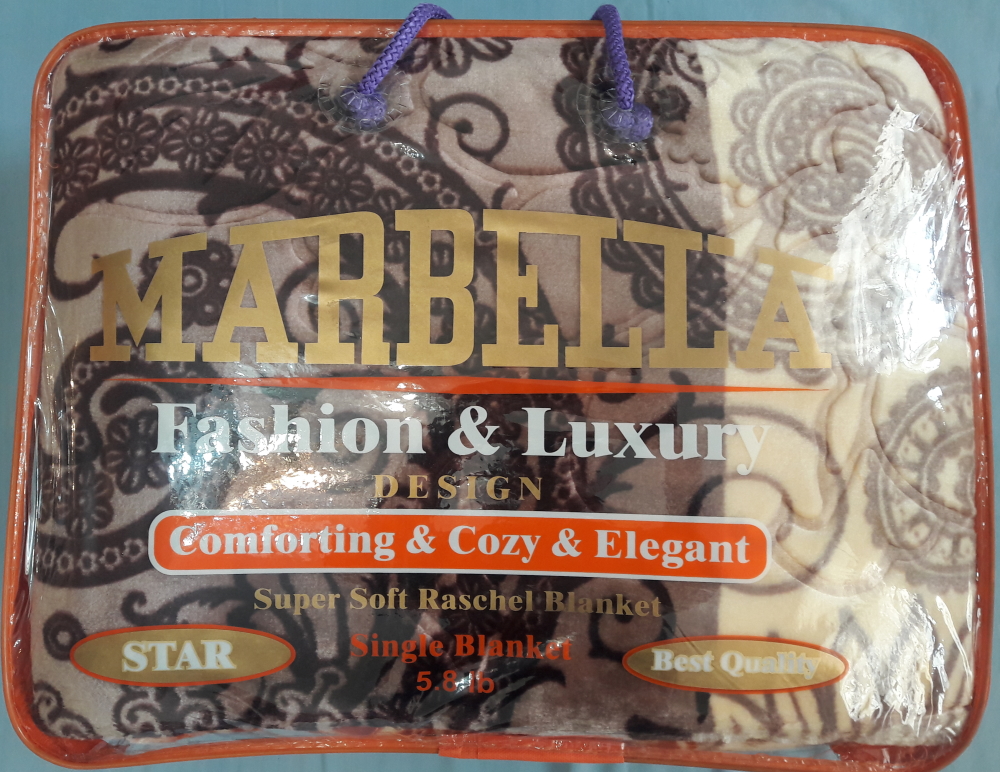 MARBELLA
Fashion & Luxury
DESIGN
Comforting & Cozy & Elegant
Super Soft Raschel Blanket
STAR
Single Blanket
5.8 lb
Best Quality